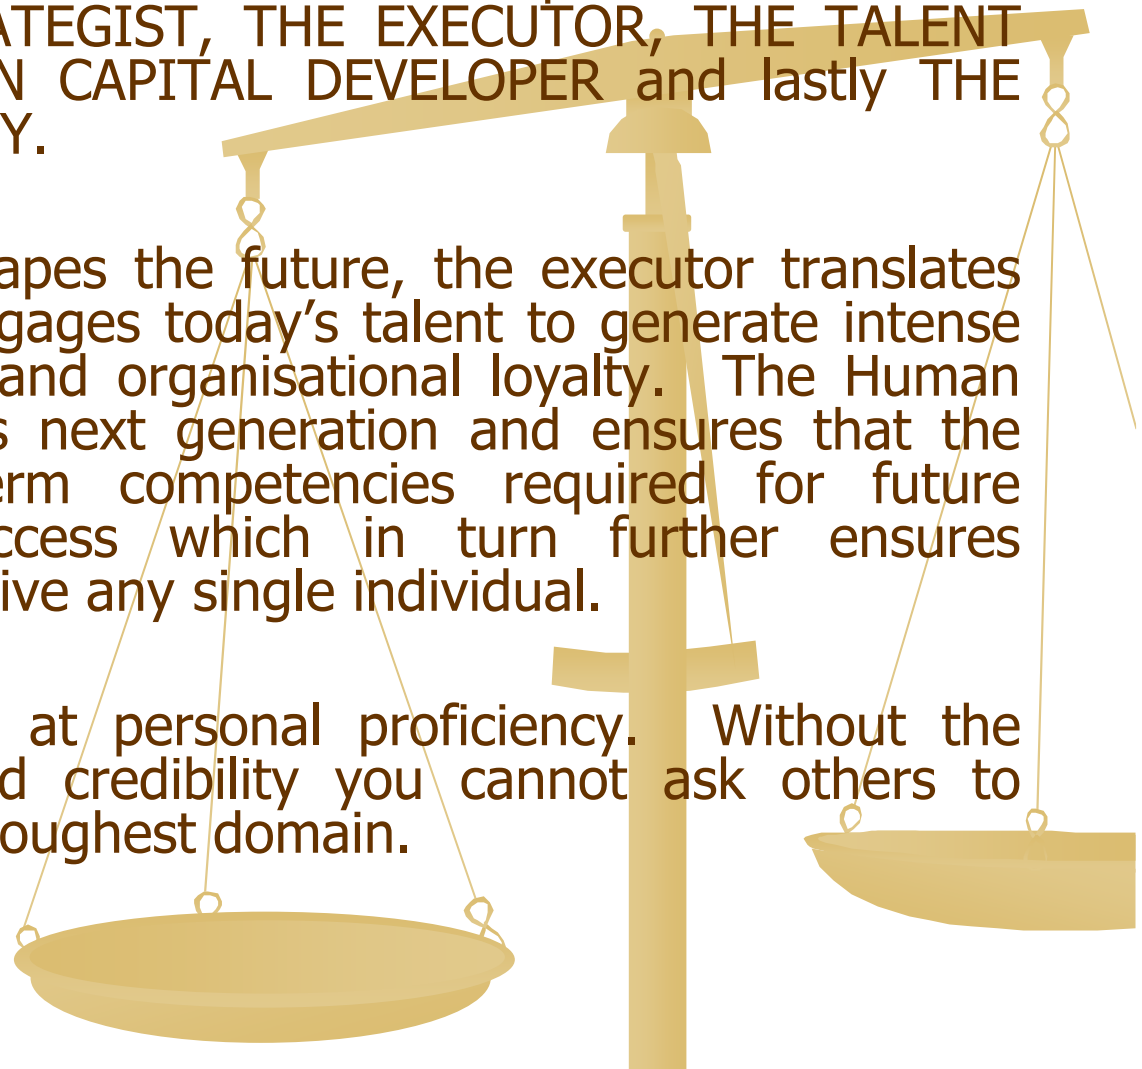 ATEGIST, THE EXECUTOR, THE TALENT
N CAPITAL DEVELOPER and lastly THE
Y.
apes the future, the executor translates
gages today’s talent to generate intense
and organisational loyalty. The Human
s next generation and ensures that the
erm competencies required for future
ccess which in turn further ensures
ive any single individual.
at personal proficiency. Without the
d credibility you cannot ask others to
oughest domain.